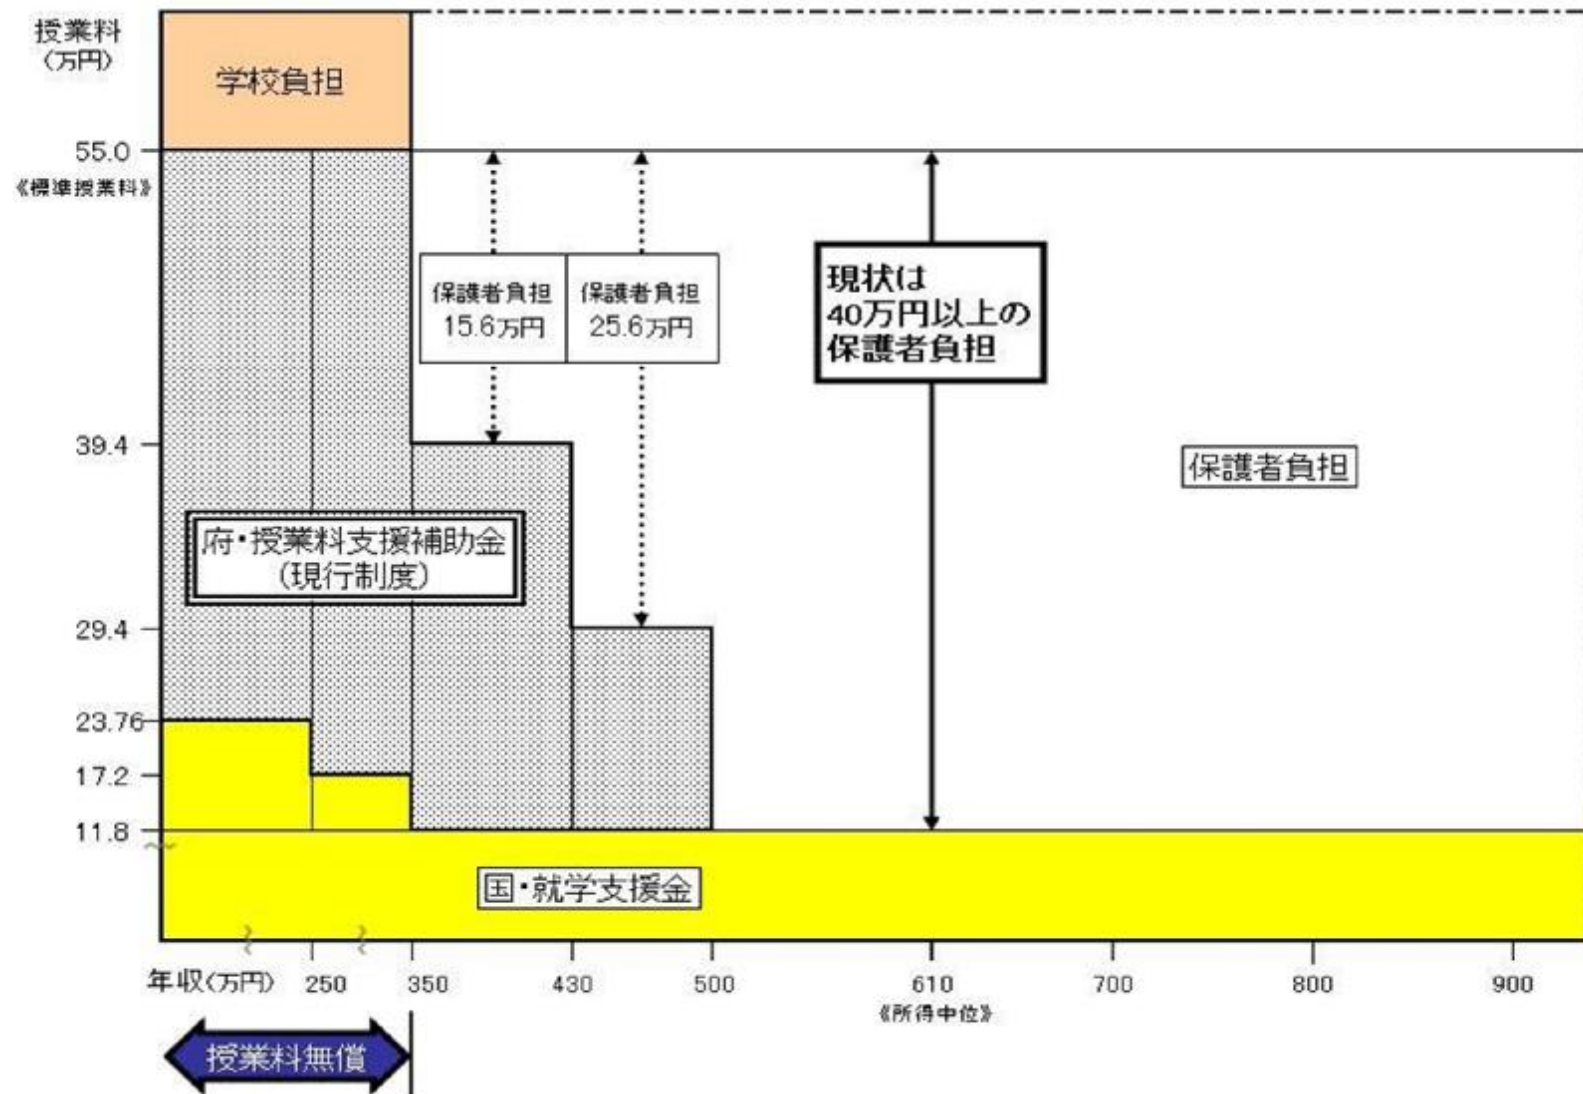 授業料
(万円)
学校負担
55.0
《標準授業料》
保護者負担
15.6万円
保護者負担
25.6万円
現状は
40万円以上の
保護者負担
39.4
保護者負担
府・授業料支援補助金
(現行制度)
29.4
23.76
17.2
11.8
国・就学支援金
年収(万円) 250 350 430 500 610 700 800 900
《所得中位》
授業料無償